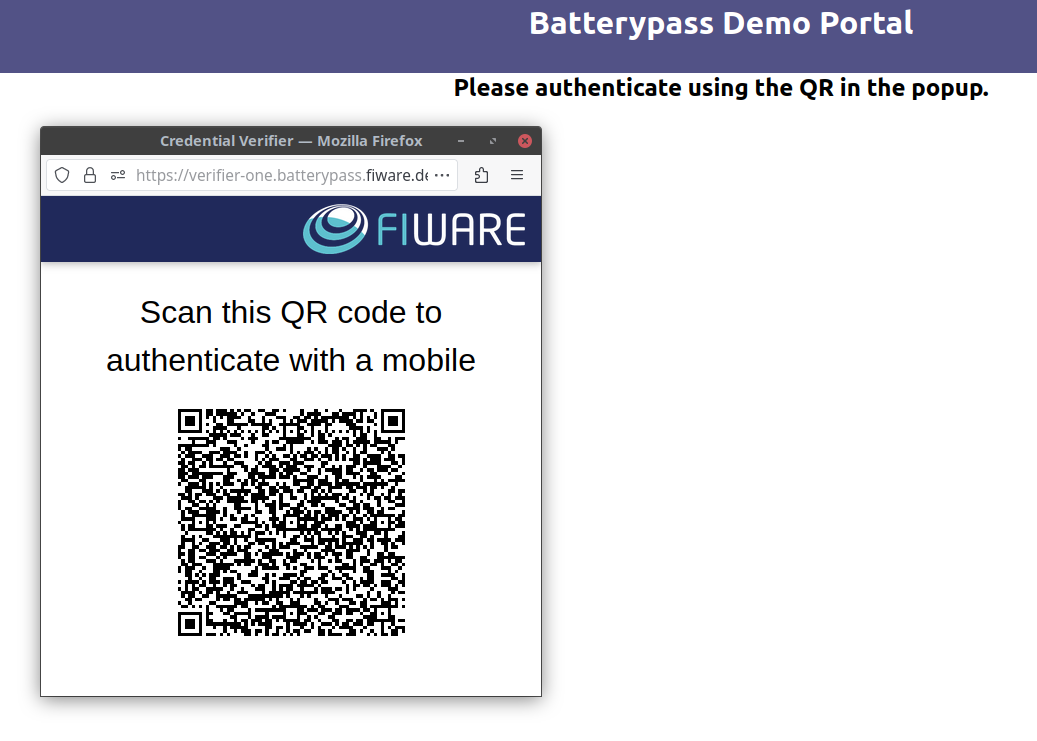 Batterypass Demo Portal
Please authenticate using the QR in the popup.
Credential Verifier — Mozilla Firefox
https://verifier-one.batterypass.fiware.de
FIWARE
Scan this QR code to
authenticate with a mobile